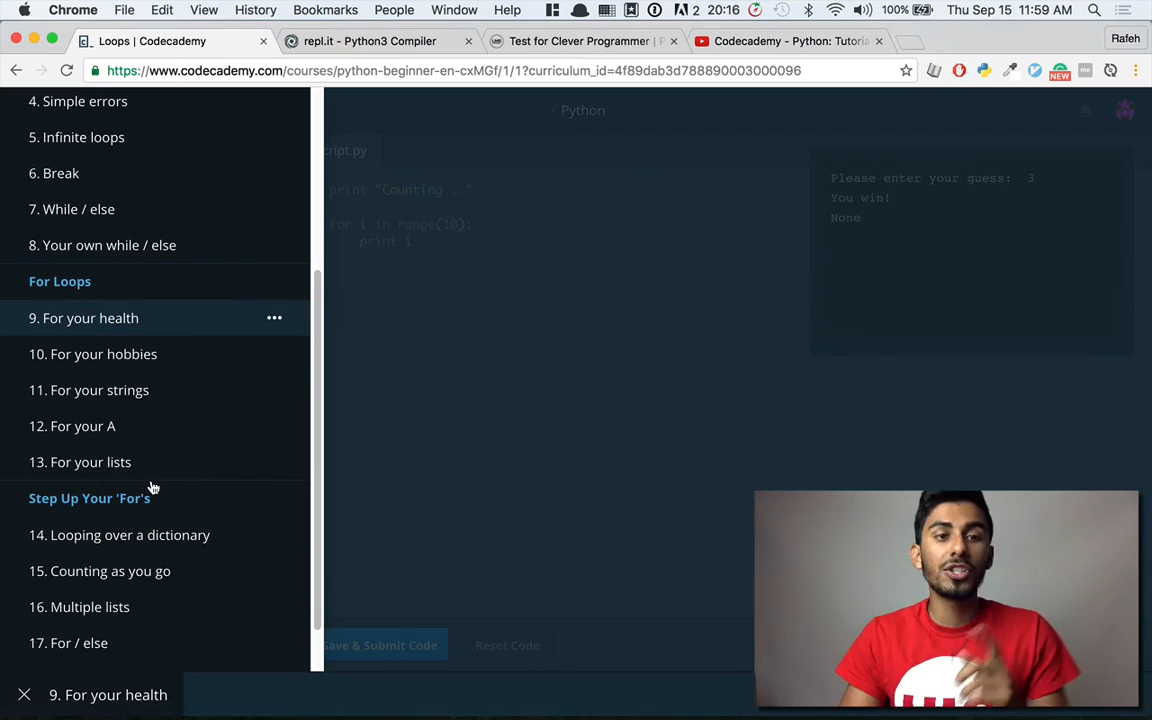 Chrome File Edit View History Bookmarks People Window Help 2 20:16 100% Thu Sep 15 11:59 AM
Loops | Codecademy repl.it - Python3 Compiler Test for Clever Programmer | P Codecademy - Python: Tutoria Rafeh
https://www.codecademy.com/courses/python-beginner-en-cxMGf/1/1?curriculum_id=4f89dab3d788890003000096 NEW
4. Simple errors
5. Infinite loops
6. Break
7. While / else
8. Your own while / else
For Loops
9. For your health
10. For your hobbies
11. For your strings
12. For your A
13. For your lists
Step Up Your 'For's
14. Looping over a dictionary
15. Counting as you go
16. Multiple lists
17. For / else
9. For your health
Python
cript.py
print "Counting..."
for i in range(10):
print i
Please enter your guess: 3
You win!
None
Save & Submit Code Reset Code